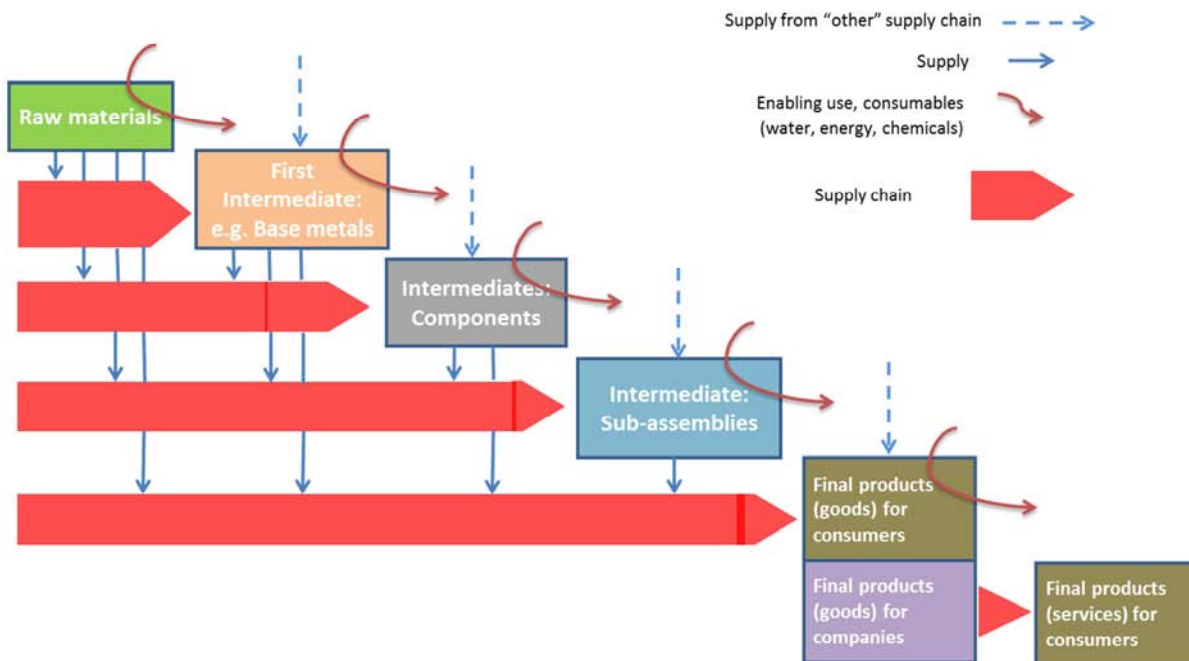 Supply from “other” supply chain
Supply
Enabling use, consumables
(water, energy, chemicals)
Supply chain
Raw materials
First
Intermediate:
e.g. Base metals
Intermediates:
Components
Intermediate:
Sub-assemblies
Final products
(goods) for
consumers
Final products
(goods) for
companies
Final products
(services) for
consumers